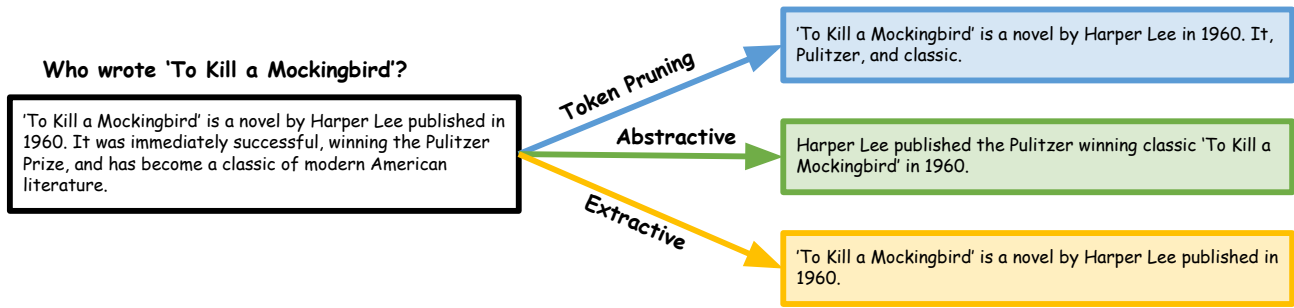 Who wrote ‘To Kill a Mockingbird’?
’To Kill a Mockingbird’ is a novel by Harper Lee published in
1960. It was immediately successful, winning the Pulitzer
Prize, and has become a classic of modern American
literature.
Token Pruning
Abstractive
Extractive
’To Kill a Mockingbird’ is a novel by Harper Lee in 1960. It,
Pulitzer, and classic.
Harper Lee published the Pulitzer winning classic ‘To Kill a
Mockingbird’ in 1960.
’To Kill a Mockingbird’ is a novel by Harper Lee published in
1960.